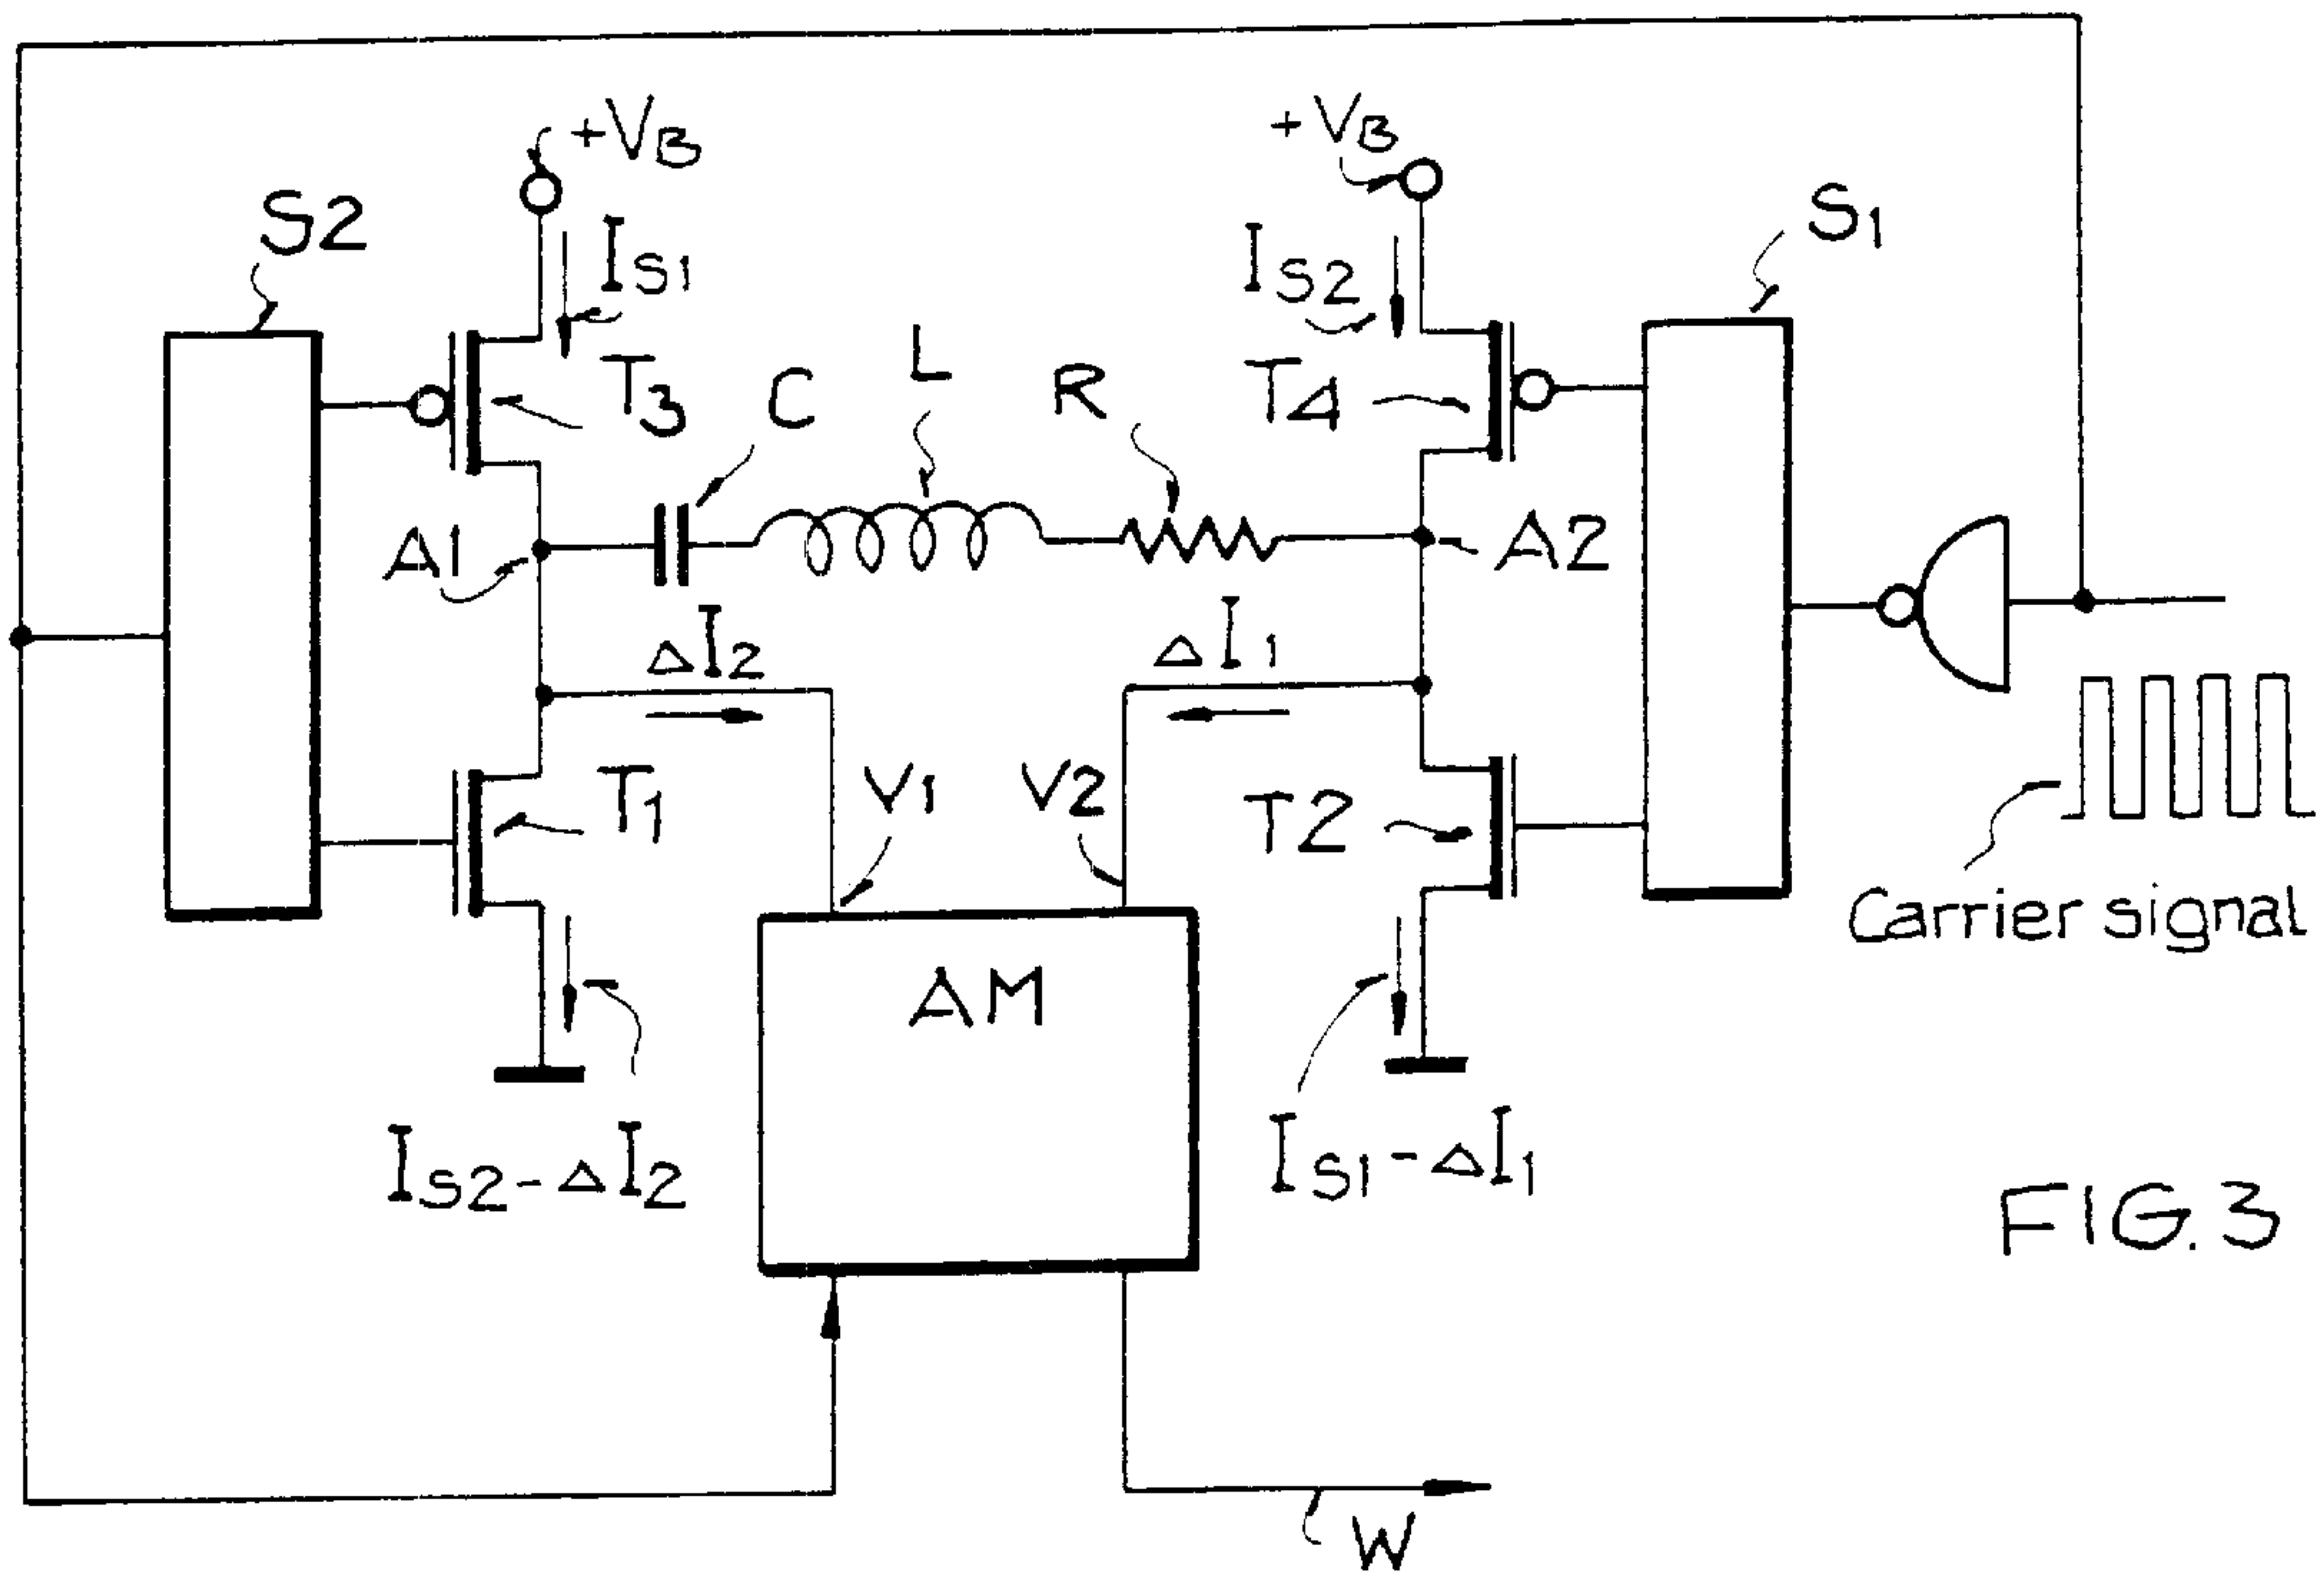 +VB
+VB
S2
S1
IS1
IS2
T3
C
L
R
T4
A1
A2
ΔI2
ΔI1
T1
V1
V2
T2
Carrier signal
AM
IS2-ΔI2
IS1-ΔI1
FIG.3
W